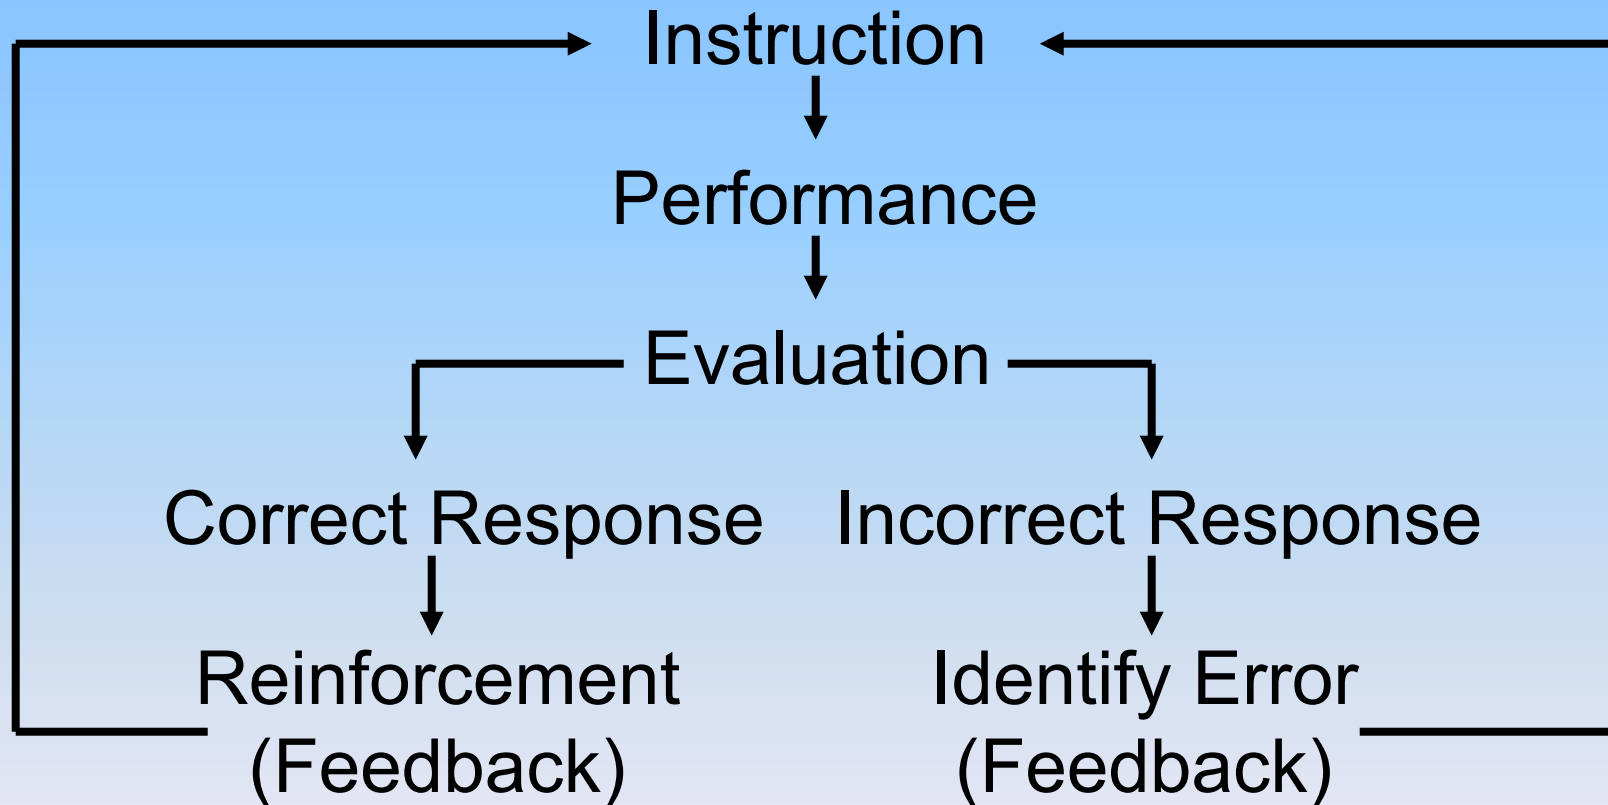 Instruction
Performance
Evaluation
Correct Response
Incorrect Response
Reinforcement
(Feedback)
Identify Error
(Feedback)